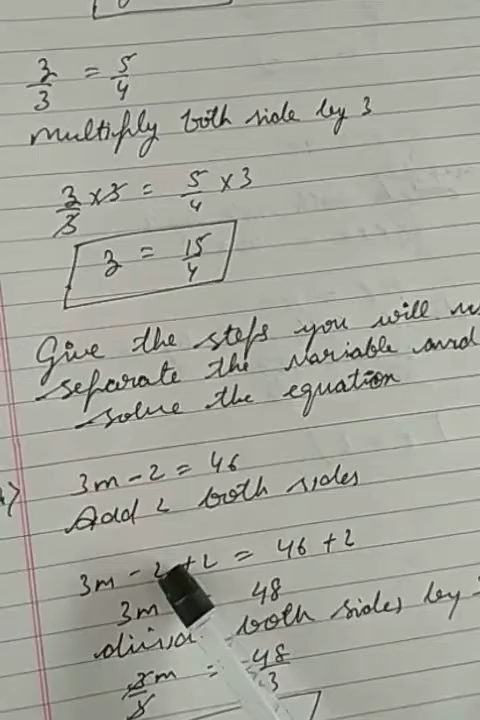 z/3 = 5/4
Multiply both side by 3
z/3 × 3 = 5/4 × 3
z = 15/4
Give the steps you will
separate the variable and
solve the equation
3m - 2 = 46
Add 2 both sides
3m - 2 + 2 = 46 + 2
3m 48
both sides by
3/3 m = 48/3